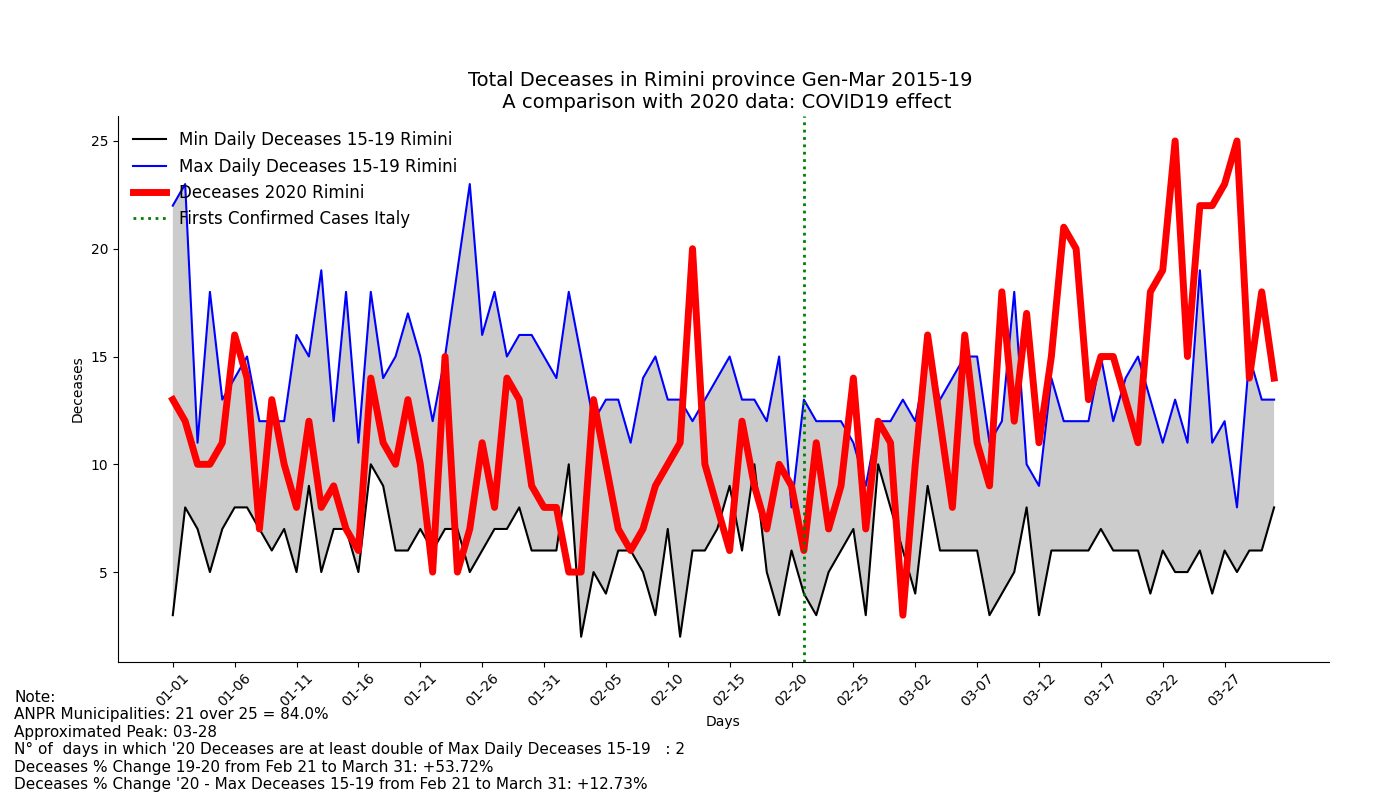 Total Deceases in Rimini province Gen-Mar 2015-19
A comparison with 2020 data: COVID19 effect
Min Daily Deceases 15-19 Rimini
Max Daily Deceases 15-19 Rimini
Deceases 2020 Rimini
Firsts Confirmed Cases Italy
Deceases
25
20
15
10
5
01-01 01-06 01-11 01-16 01-21 01-26 01-31 02-05 02-10 02-15 02-20 02-25 03-02 03-07 03-12 03-17 03-22 03-27
Days
Note:
ANPR Municipalities: 21 over 25 = 84.0%
Approximated Peak: 03-28
N° of  days in which '20 Deceases are at least double of Max Daily Deceases 15-19   : 2
Deceases % Change 19-20 from Feb 21 to March 31: +53.72%
Deceases % Change '20 - Max Deceases 15-19 from Feb 21 to March 31: +12.73%